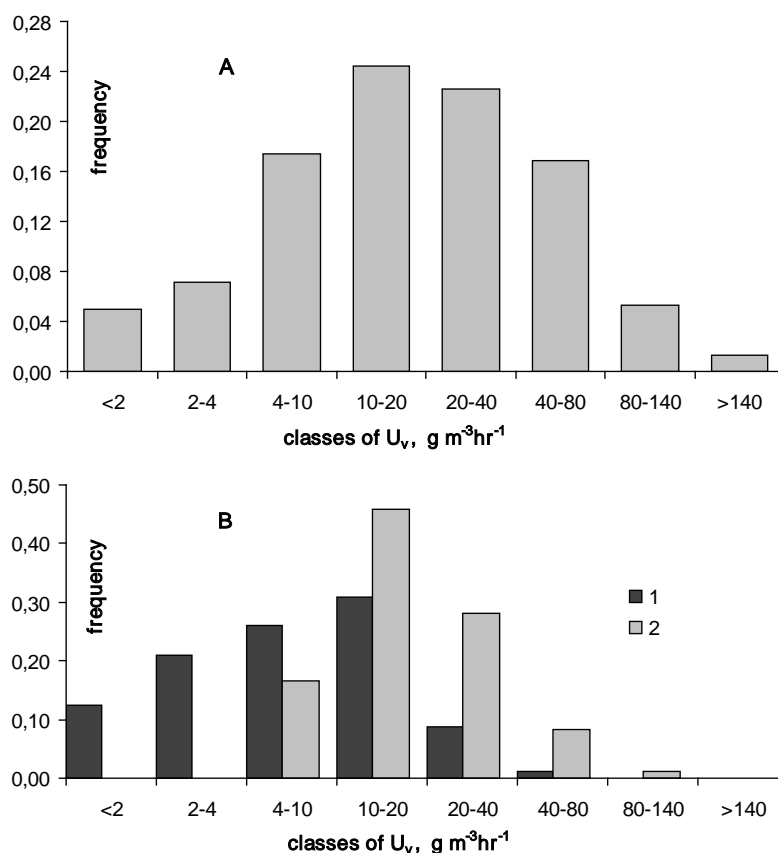 0,28
0,24
0,20
0,16
0,12
0,08
0,04
0,00
A
frequency
<2 2-4 4-10 10-20 20-40 40-80 80-140 >140
classes of Uᵥ, g m⁻³hr⁻¹
0,50
0,40
0,30
0,20
0,10
0,00
B
frequency
1
2
<2 2-4 4-10 10-20 20-40 40-80 80-140 >140
classes of Uᵥ, g m⁻³hr⁻¹